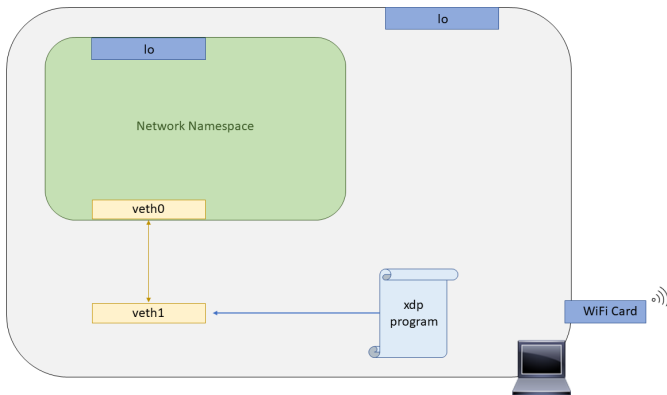 lo
lo
Network Namespace
veth0
veth1
xdp
program
WiFi Card